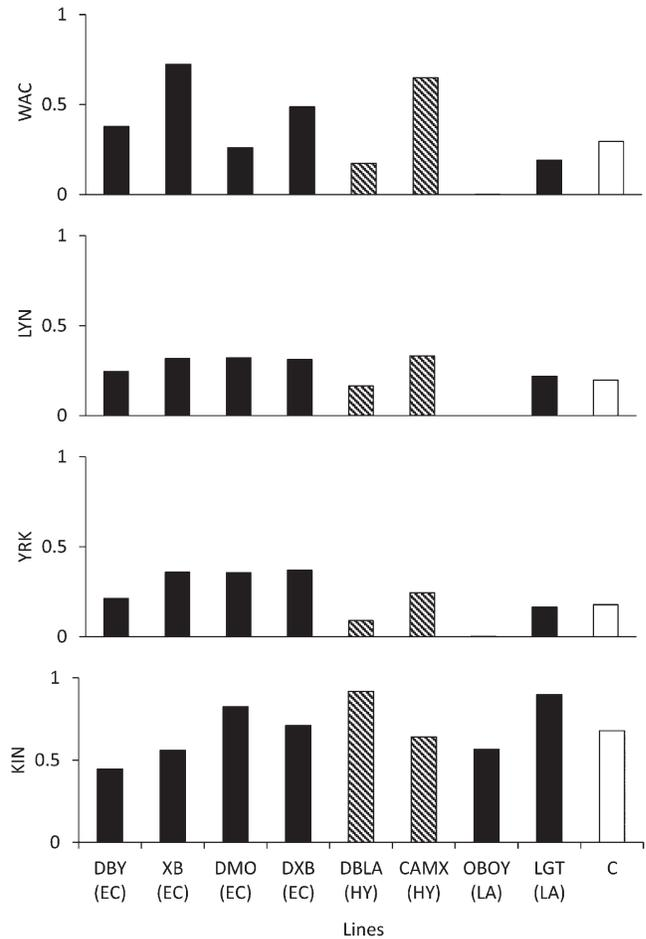 1
0.5
0
WAC
1
0.5
0
LYN
1
0.5
0
YRK
1
0.5
0
KIN
DBY XB DMO DXB DBLA CAMX OBOY LGT C
(EC) (EC) (EC) (EC) (HY) (HY) (LA) (LA)
Lines